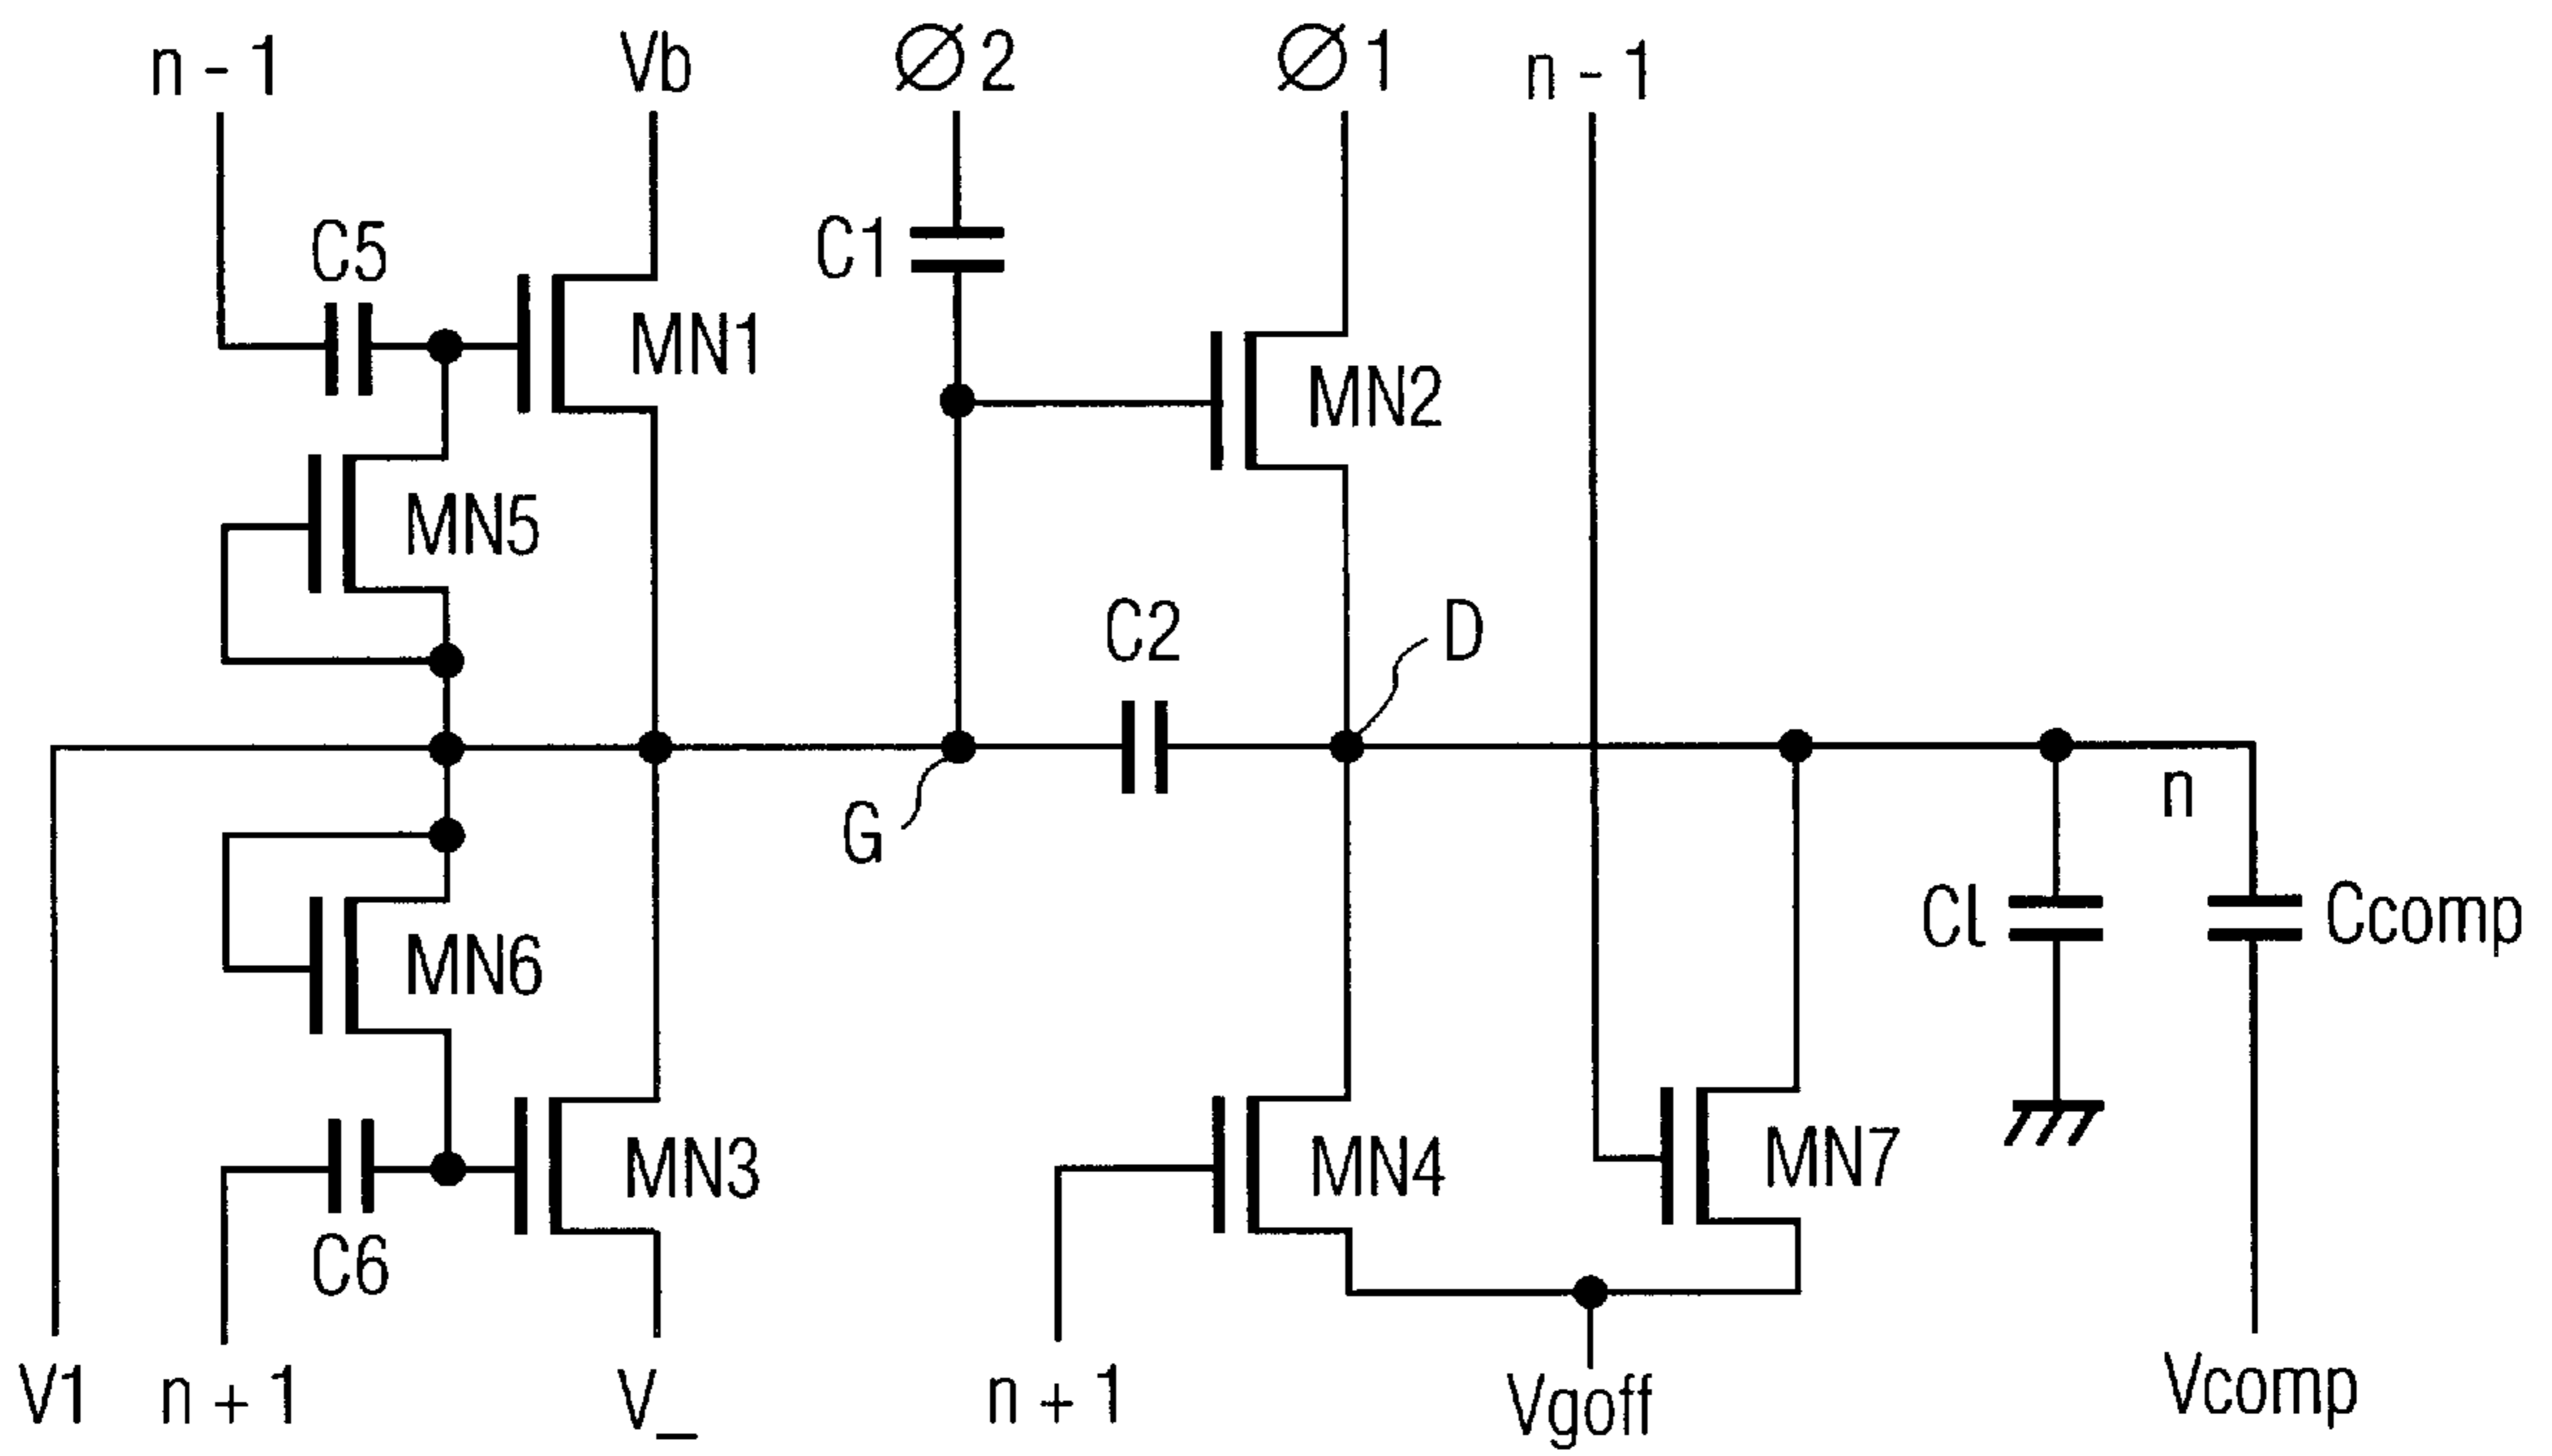 n - 1
Vb
Ø2
Ø1
n - 1
C5
C1
MN1
MN2
MN5
C2
D
G
n
MN6
Cl
Ccomp
MN3
MN4
MN7
C6
V1
n + 1
V_
n + 1
Vgoff
Vcomp